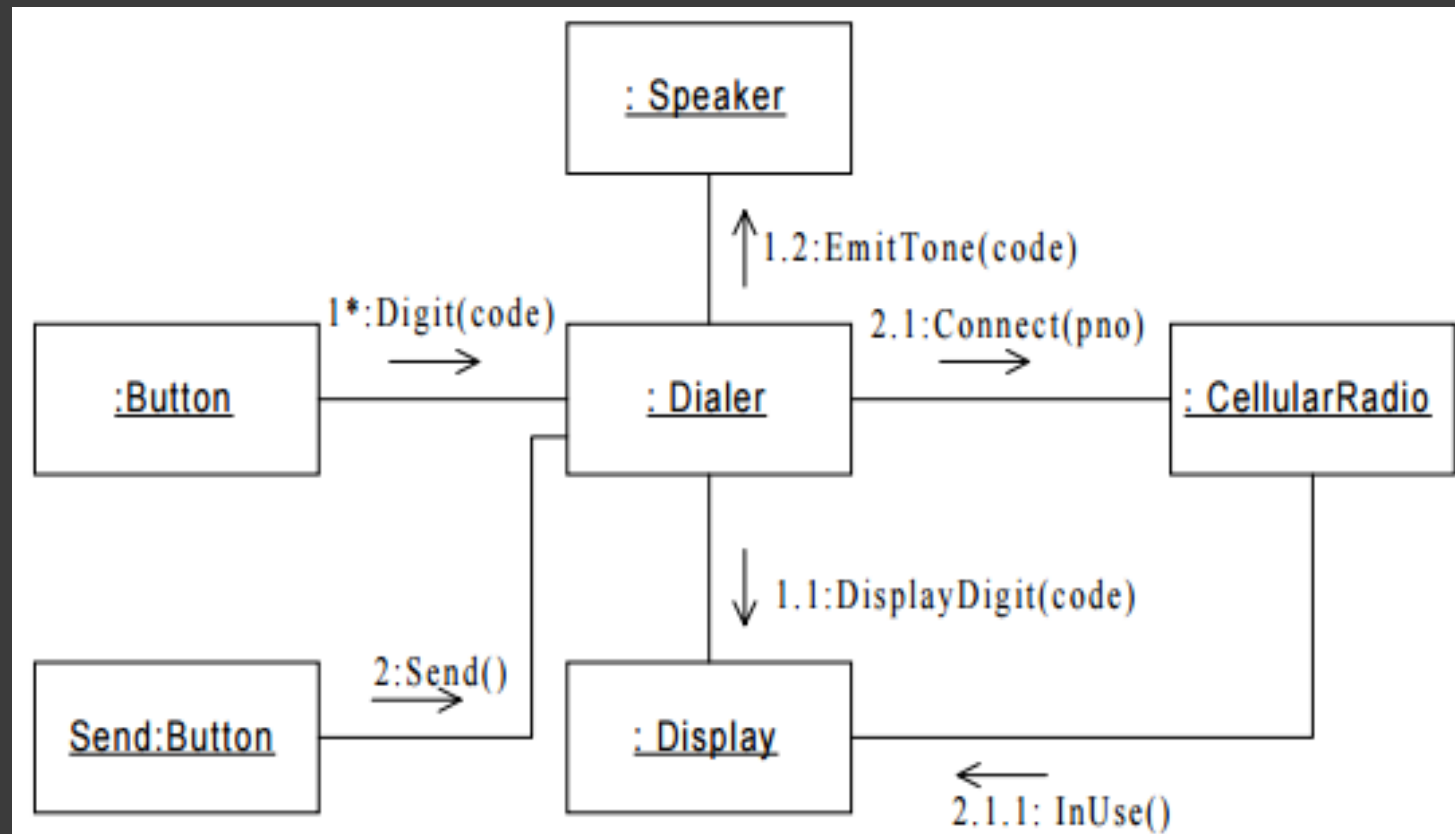 : Speaker
1.2:EmitTone(code)
1*:Digit(code)
2.1:Connect(pno)
:Button
: Dialer
: CellularRadio
1.1:DisplayDigit(code)
2:Send()
Send:Button
: Display
2.1.1: InUse()